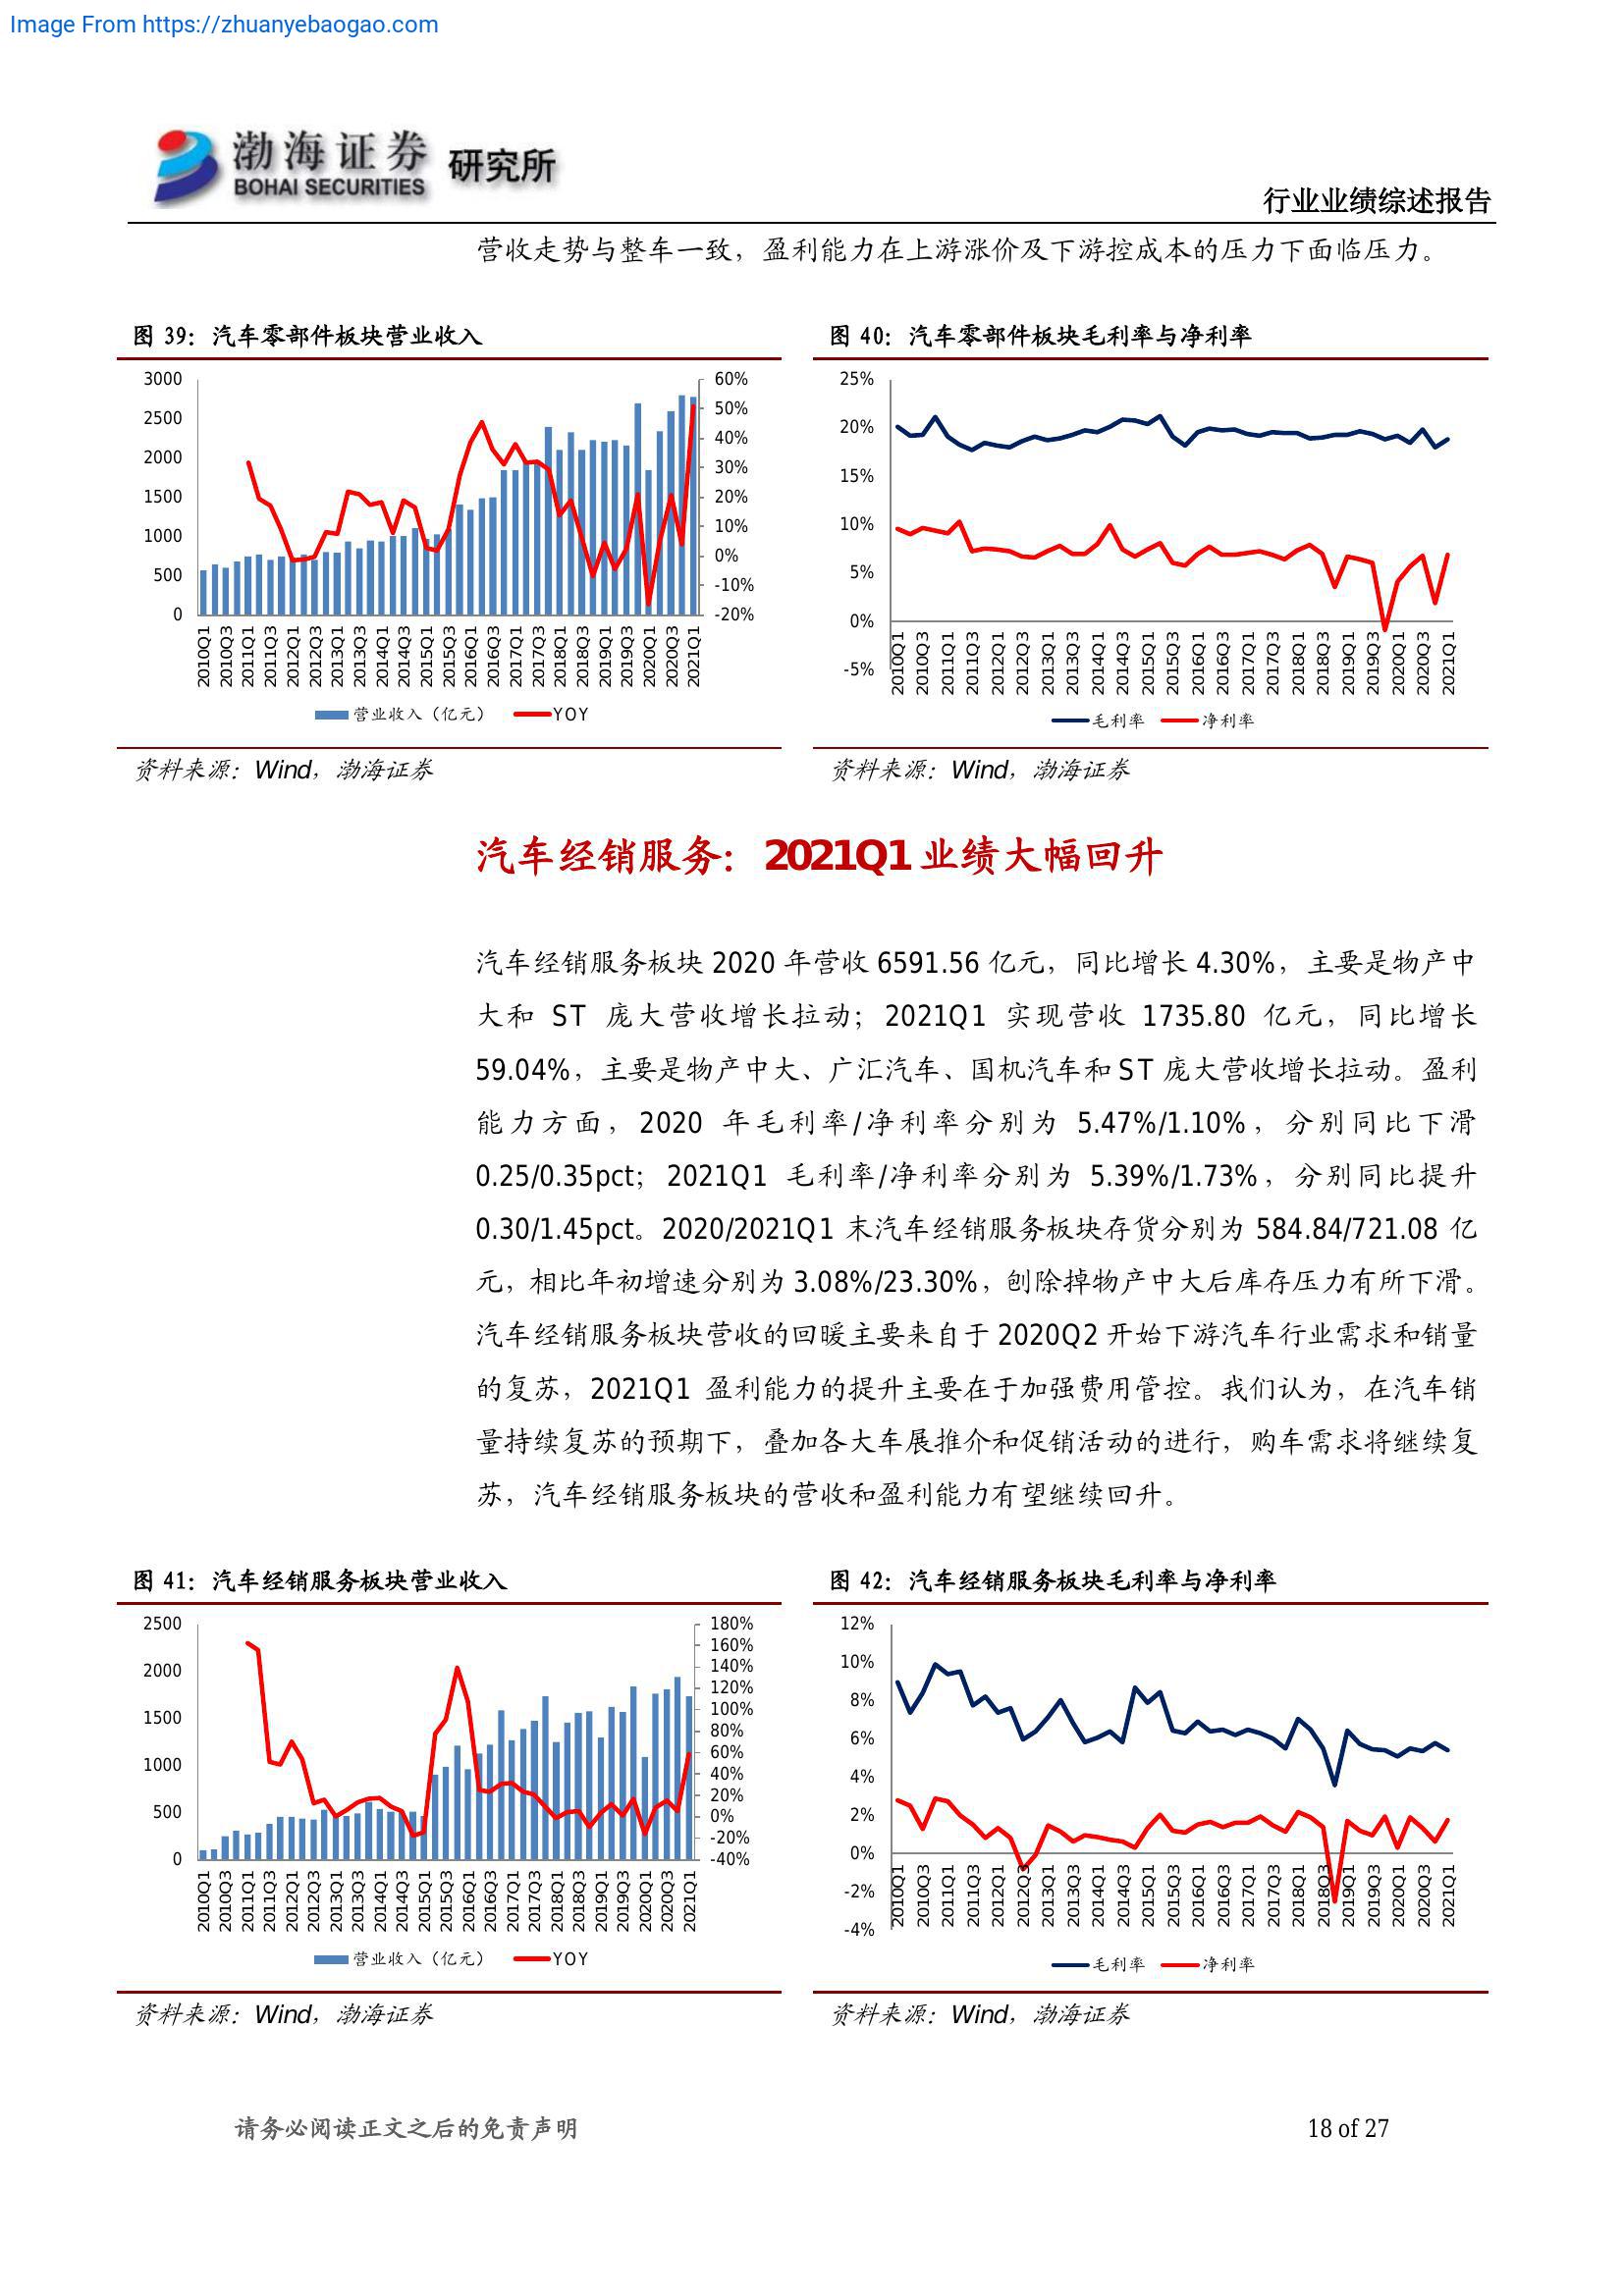 Image From https://zhuanyebaogao.com
渤海证券 研究所
BOHAI SECURITIES
行业业绩综述报告
营收走势与整车一致，盈利能力在上游涨价及下游控成本的压力下面临压力。
图 39：汽车零部件板块营业收入
3000
2500
2000
1500
1000
500
0
60%
50%
40%
30%
20%
10%
0%
-10%
-20%
2010Q1 2010Q3 2011Q1 2011Q3 2012Q1 2012Q3 2013Q1 2013Q3 2014Q1 2014Q3 2015Q1 2015Q3 2016Q1 2016Q3 2017Q1 2017Q3 2018Q1 2018Q3 2019Q1 2019Q3 2020Q1 2020Q3 2021Q1
营业收入（亿元） YOY
资料来源：Wind，渤海证券
图 40：汽车零部件板块毛利率与净利率
25%
20%
15%
10%
5%
0%
-5%
2010Q1 2010Q3 2011Q1 2011Q3 2012Q1 2012Q3 2013Q1 2013Q3 2014Q1 2014Q3 2015Q1 2015Q3 2016Q1 2016Q3 2017Q1 2017Q3 2018Q1 2018Q3 2019Q1 2019Q3 2020Q1 2020Q3 2021Q1
毛利率 净利率
资料来源：Wind，渤海证券
汽车经销服务：2021Q1 业绩大幅回升
汽车经销服务板块 2020 年营收 6591.56 亿元，同比增长 4.30%，主要是物产中
大和 ST 庞大营收增长拉动；2021Q1 实现营收 1735.80 亿元，同比增长
59.04%，主要是物产中大、广汇汽车、国机汽车和 ST 庞大营收增长拉动。盈利
能力方面，2020 年毛利率/净利率分别为 5.47%/1.10%，分别同比下滑
0.25/0.35pct；2021Q1 毛利率/净利率分别为 5.39%/1.73%，分别同比提升
0.30/1.45pct。2020/2021Q1 末汽车经销服务板块存货分别为 584.84/721.08 亿
元，相比年初增速分别为 3.08%/23.30%，刨除掉物产中大后库存压力有所下滑。
汽车经销服务板块营收的回暖主要来自于 2020Q2 开始下游汽车行业需求和销量
的复苏，2021Q1 盈利能力的提升主要在于加强费用管控。我们认为，在汽车销
量持续复苏的预期下，叠加各大车展推介和促销活动的进行，购车需求将继续复
苏，汽车经销服务板块的营收和盈利能力有望继续回升。
图 41：汽车经销服务板块营业收入
2500
2000
1500
1000
500
0
180%
160%
140%
120%
100%
80%
60%
40%
20%
0%
-20%
-40%
2010Q1 2010Q3 2011Q1 2011Q3 2012Q1 2012Q3 2013Q1 2013Q3 2014Q1 2014Q3 2015Q1 2015Q3 2016Q1 2016Q3 2017Q1 2017Q3 2018Q1 2018Q3 2019Q1 2019Q3 2020Q1 2020Q3 2021Q1
营业收入（亿元） YOY
资料来源：Wind，渤海证券
图 42：汽车经销服务板块毛利率与净利率
12%
10%
8%
6%
4%
2%
0%
-2%
-4%
2010Q1 2010Q3 2011Q1 2011Q3 2012Q1 2012Q3 2013Q1 2013Q3 2014Q1 2014Q3 2015Q1 2015Q3 2016Q1 2016Q3 2017Q1 2017Q3 2018Q1 2018Q3 2019Q1 2019Q3 2020Q1 2020Q3 2021Q1
毛利率 净利率
资料来源：Wind，渤海证券
请务必阅读正文之后的免责声明
18 of 27